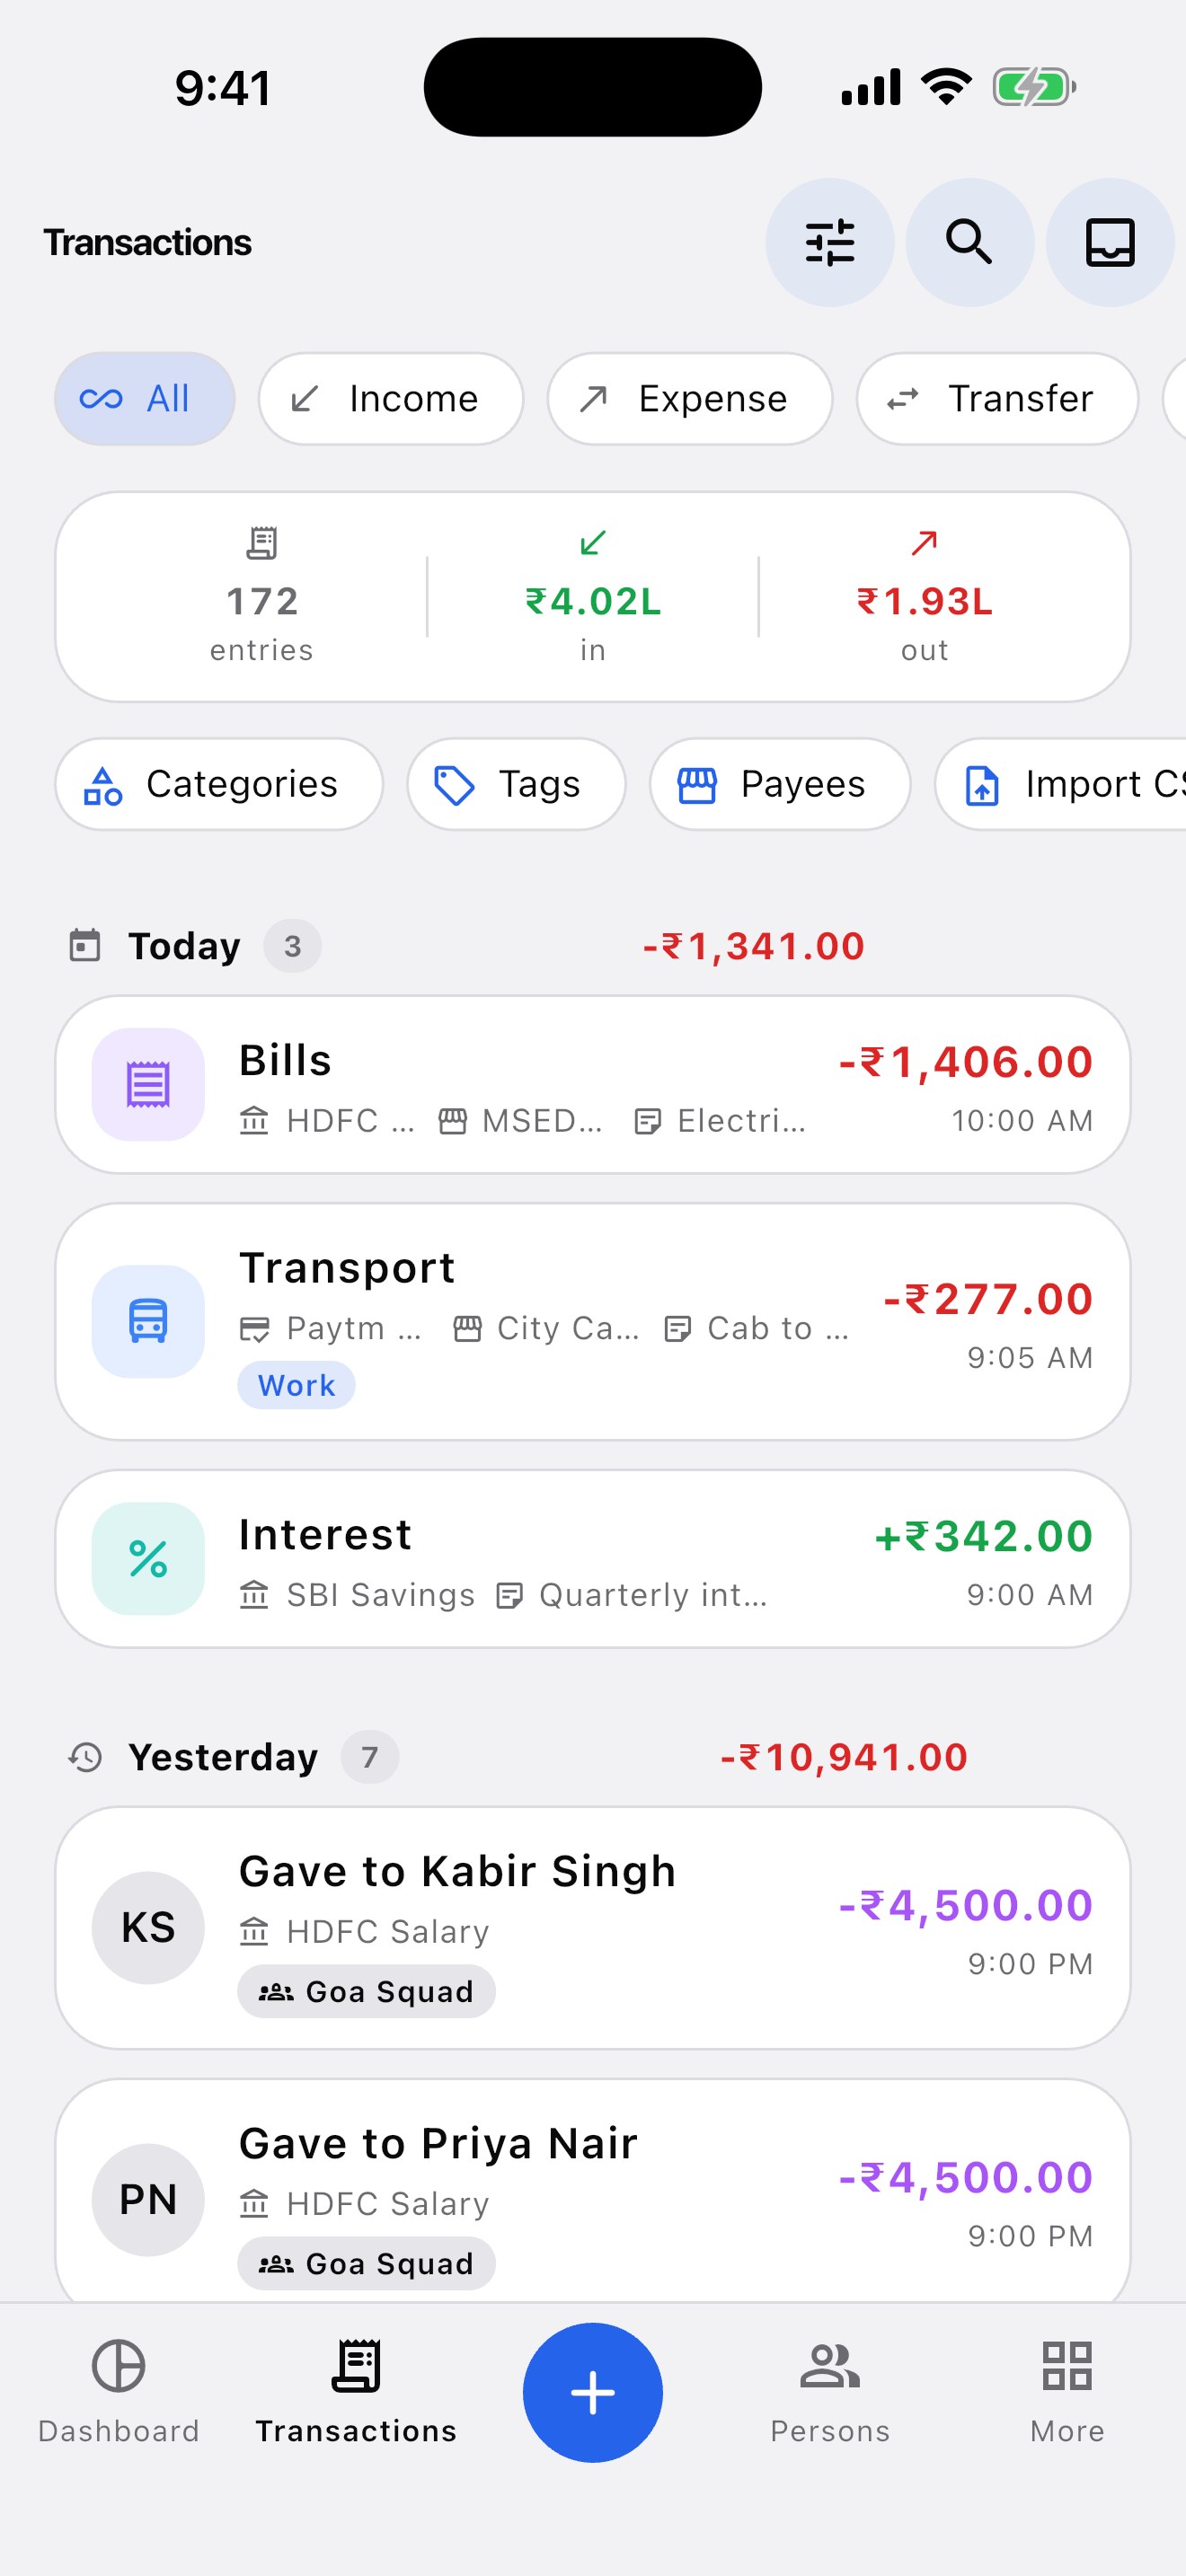 9:41
Transactions
All Income Expense Transfer
172 ₹4.02L ₹1.93L
entries in out
Categories Tags Payees Import CS
Today 3 -₹1,341.00
Bills -₹1,406.00
HDFC ... MSED... Electri... 10:00 AM
Transport -₹277.00
Paytm ... City Ca... Cab to ... 9:05 AM
Work
Interest +₹342.00
SBI Savings Quarterly int... 9:00 AM
Yesterday 7 -₹10,941.00
KS Gave to Kabir Singh -₹4,500.00
HDFC Salary 9:00 PM
Goa Squad
PN Gave to Priya Nair -₹4,500.00
HDFC Salary 9:00 PM
Goa Squad
Dashboard Transactions Persons More